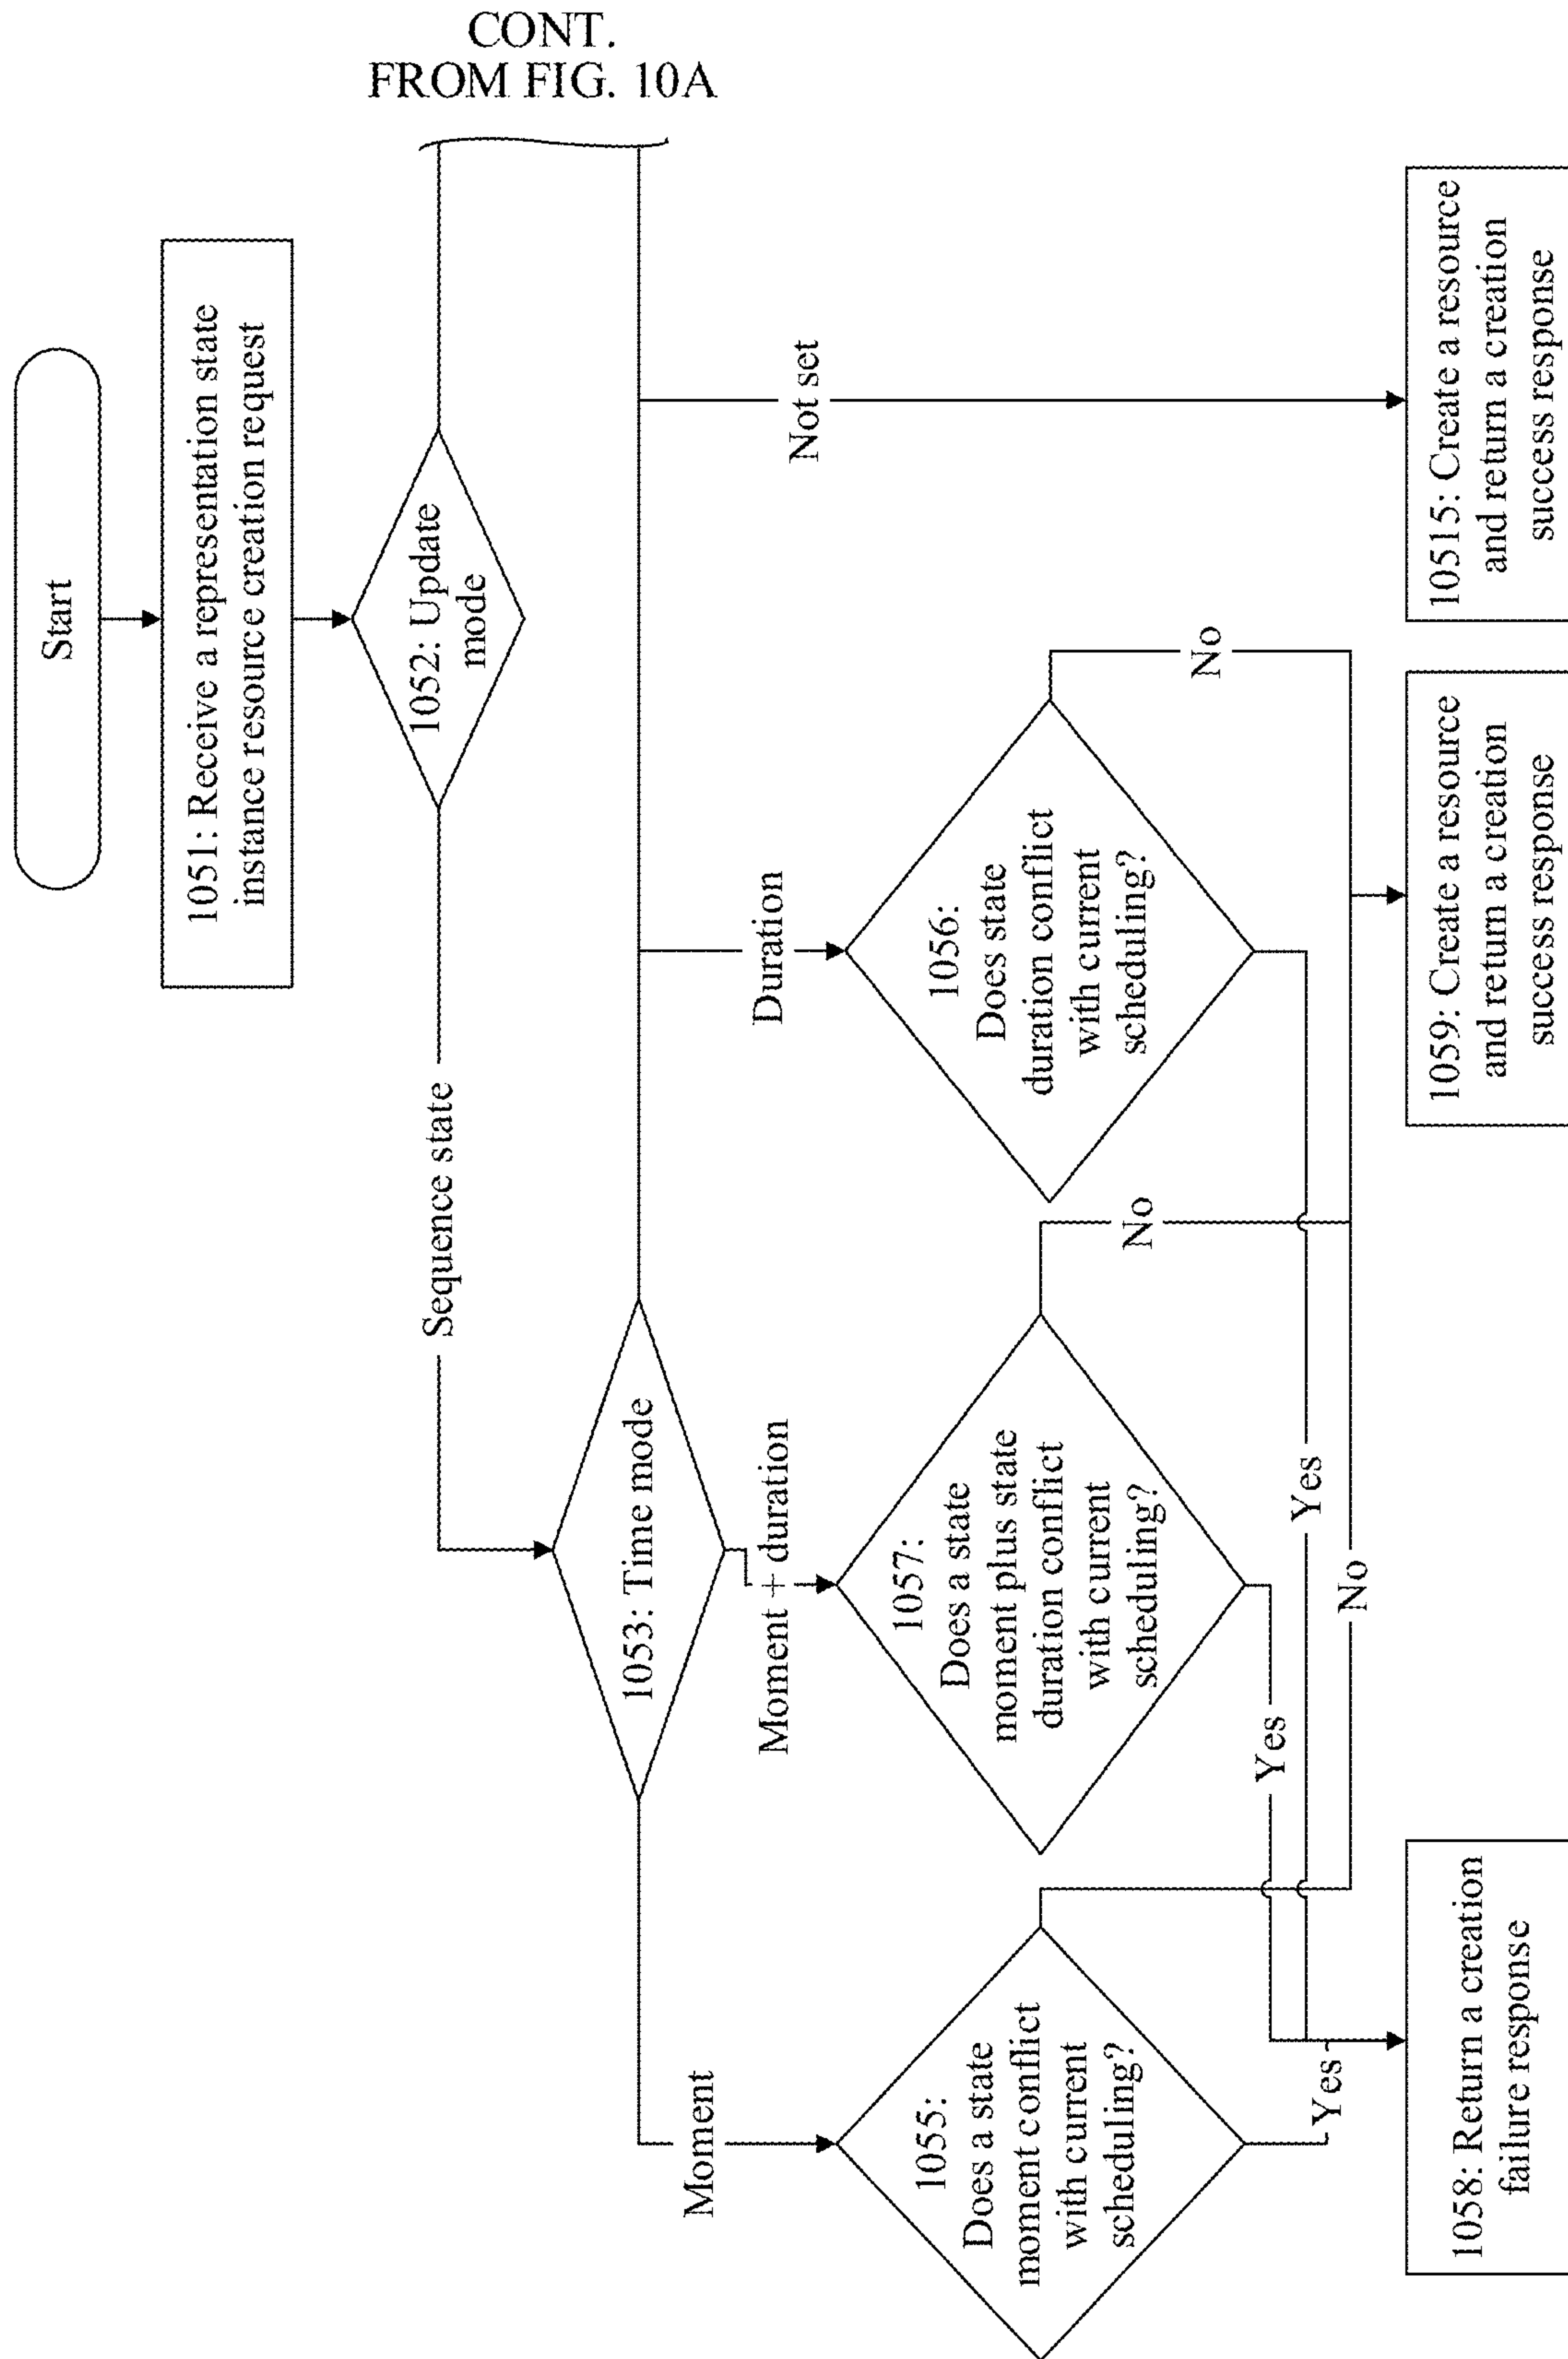 CONT.
FROM FIG. 10A
Start
1051: Receive a representation state
instance resource creation request
1052: Update
mode
Sequence state
1053: Time mode
Moment
Moment + duration
Duration
Not set
1055:
Does a state
moment conflict
with current
scheduling?
1057:
Does a state
moment plus state
duration conflict
with current
scheduling?
1056:
Does state
duration conflict
with current
scheduling?
Yes
Yes
Yes
No
No
No
1058: Return a creation
failure response
1059: Create a resource
and return a creation
success response
10515: Create a resource
and return a creation
success response